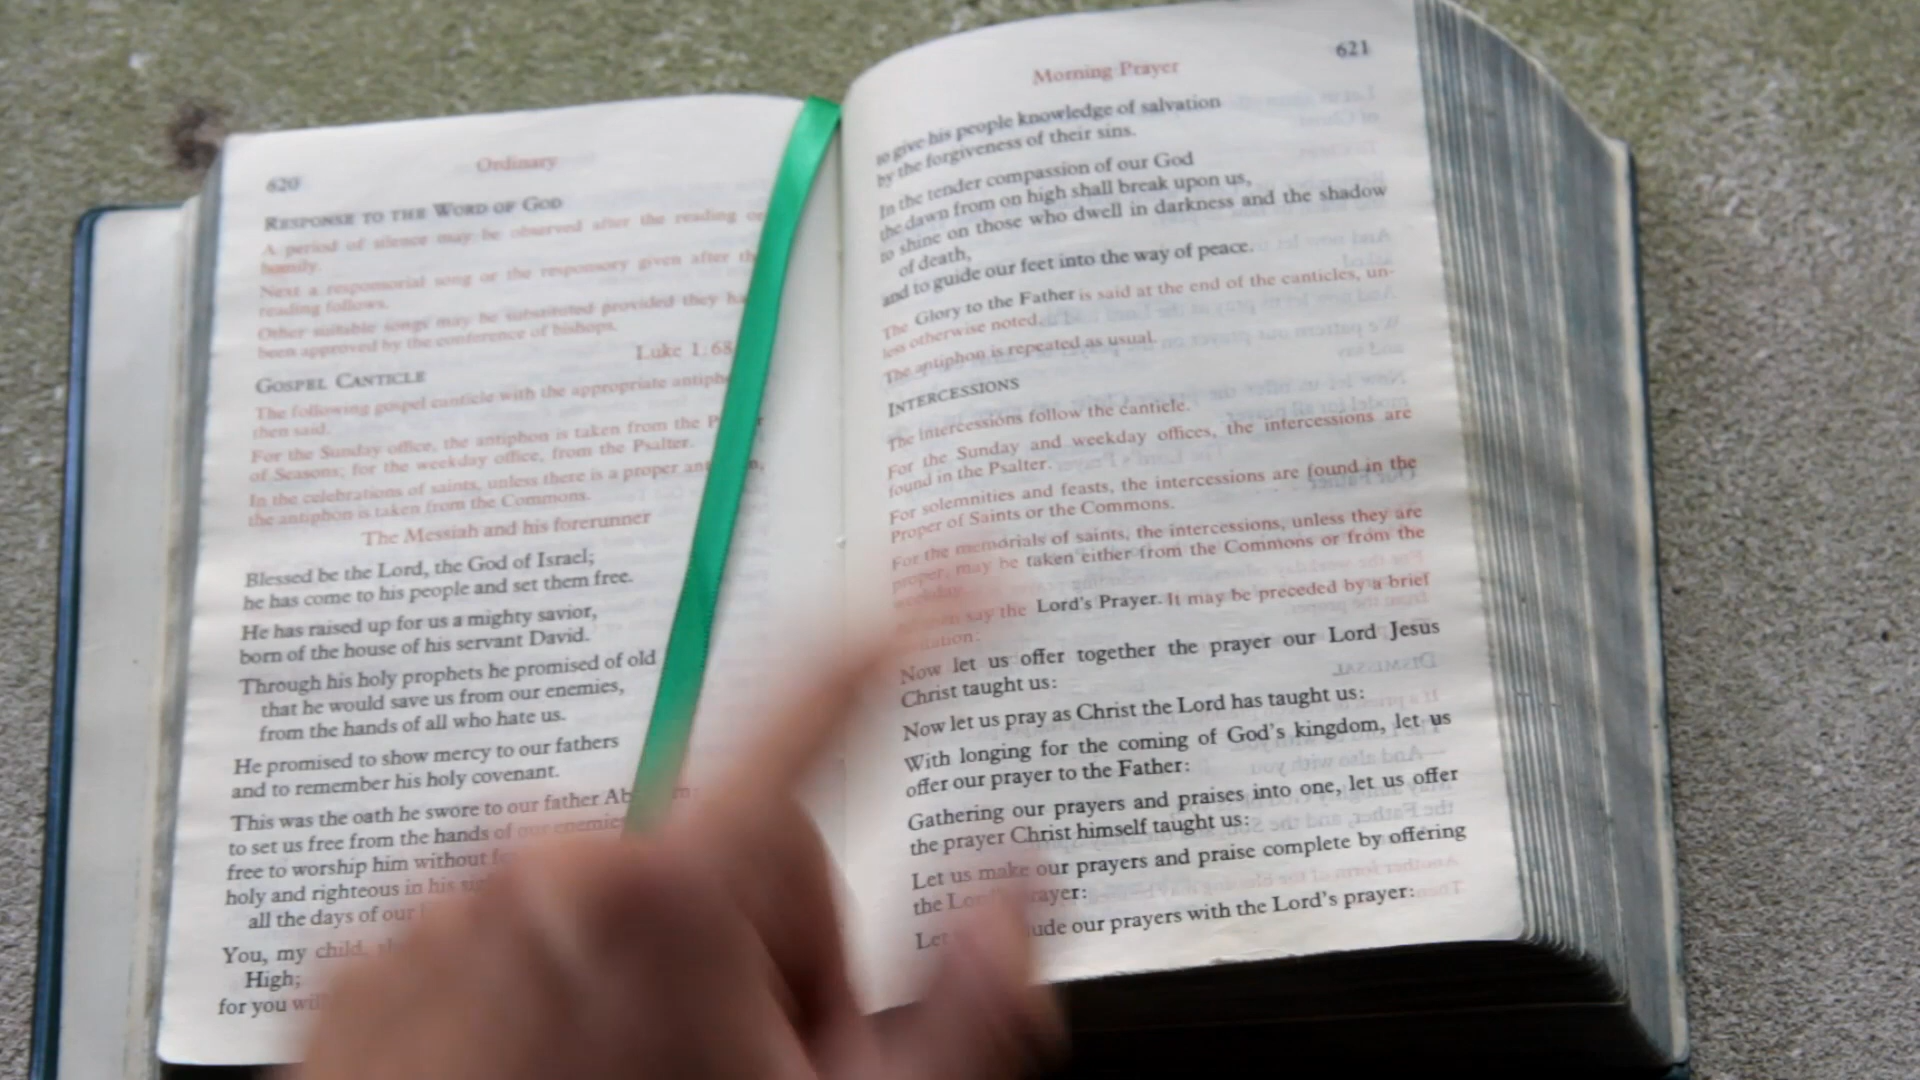 620
Ordinary
RESPONSE TO THE WORD OF GOD
A period of silence may be observed after the reading or
homily.
Next a responsorial song or the responsory given after the
reading follows.
Other suitable songs may be substituted provided they ha
been approved by the conference of bishops.
Luke 1:68
GOSPEL CANTICLE
The following gospel canticle with the appropriate antiph
then said.
For the Sunday office, the antiphon is taken from the P r
of Seasons; for the weekday office, from the Psalter.
In the celebrations of saints, unless there is a proper an n,
the antiphon is taken from the Commons.
The Messiah and his forerunner
Blessed be the Lord, the God of Israel;
he has come to his people and set them free.
He has raised up for us a mighty savior,
born of the house of his servant David.
Through his holy prophets he promised of old
that he would save us from our enemies,
from the hands of all who hate us.
He promised to show mercy to our fathers
and to remember his holy covenant.
This was the oath he swore to our father Ab
to set us free from the hands of our enemies
free to worship him without f
holy and righteous in his sig
all the days of our
You, my child, sh
High;
for you will
621
Morning Prayer
to give his people knowledge of salvation
by the forgiveness of their sins.
In the tender compassion of our God
the dawn from on high shall break upon us,
to shine on those who dwell in darkness and the shadow
of death,
and to guide our feet into the way of peace.
The Glory to the Father is said at the end of the canticles, un-
less otherwise noted.
The antiphon is repeated as usual.
INTERCESSIONS
The intercessions follow the canticle.
For the Sunday and weekday offices, the intercessions are
found in the Psalter.
For solemnities and feasts, the intercessions are found in the
Proper of Saints or the Commons.
For the memorials of saints, the intercessions, unless they are
proper, may be taken either from the Commons or from the
weekday.
say the Lord's Prayer. It may be preceded by a brief
ation:
Now let us offer together the prayer our Lord Jesus
Christ taught us:
Now let us pray as Christ the Lord has taught us:
With longing for the coming of God's kingdom, let us
offer our prayer to the Father:
Gathering our prayers and praises into one, let us offer
the prayer Christ himself taught us:
Let us make our prayers and praise complete by offering
the Lord's Prayer:
Let ude our prayers with the Lord's prayer: